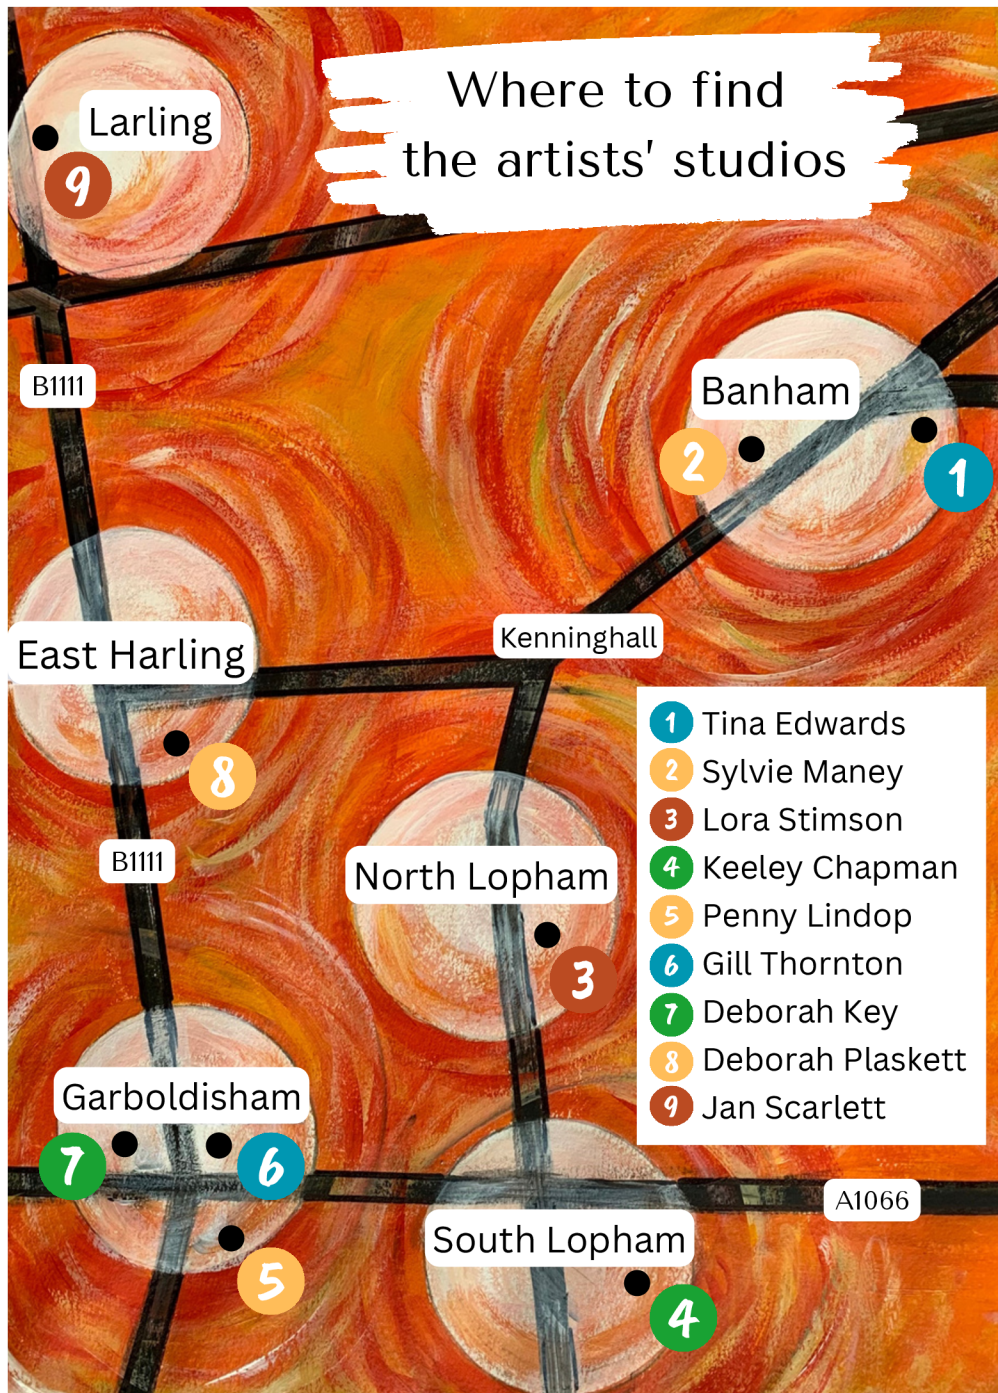 Where to find
the artists' studios
Larling
9
B1111
Banham
2
1
East Harling
Kenninghall
8
B1111
North Lopham
3
Garboldisham
7
6
A1066
South Lopham
5
4
1 Tina Edwards
2 Sylvie Maney
3 Lora Stimson
4 Keeley Chapman
5 Penny Lindop
6 Gill Thornton
7 Deborah Key
8 Deborah Plaskett
9 Jan Scarlett